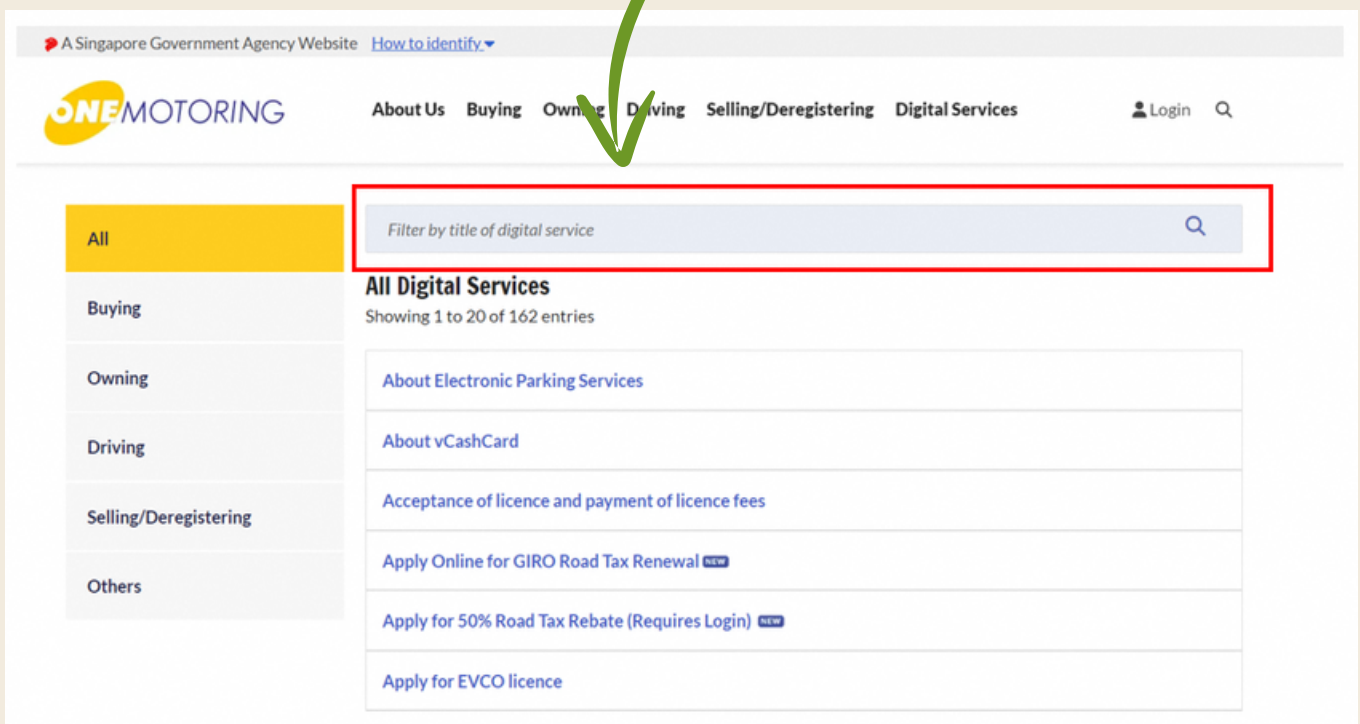 A Singapore Government Agency Website How to identify
ONEMOTORING
About Us Buying Owning Driving Selling/Deregistering Digital Services Login
All
Buying
Owning
Driving
Selling/Deregistering
Others
Filter by title of digital service
All Digital Services
Showing 1 to 20 of 162 entries
About Electronic Parking Services
About vCashCard
Acceptance of licence and payment of licence fees
Apply Online for GIRO Road Tax Renewal NEW
Apply for 50% Road Tax Rebate (Requires Login) NEW
Apply for EVCO licence